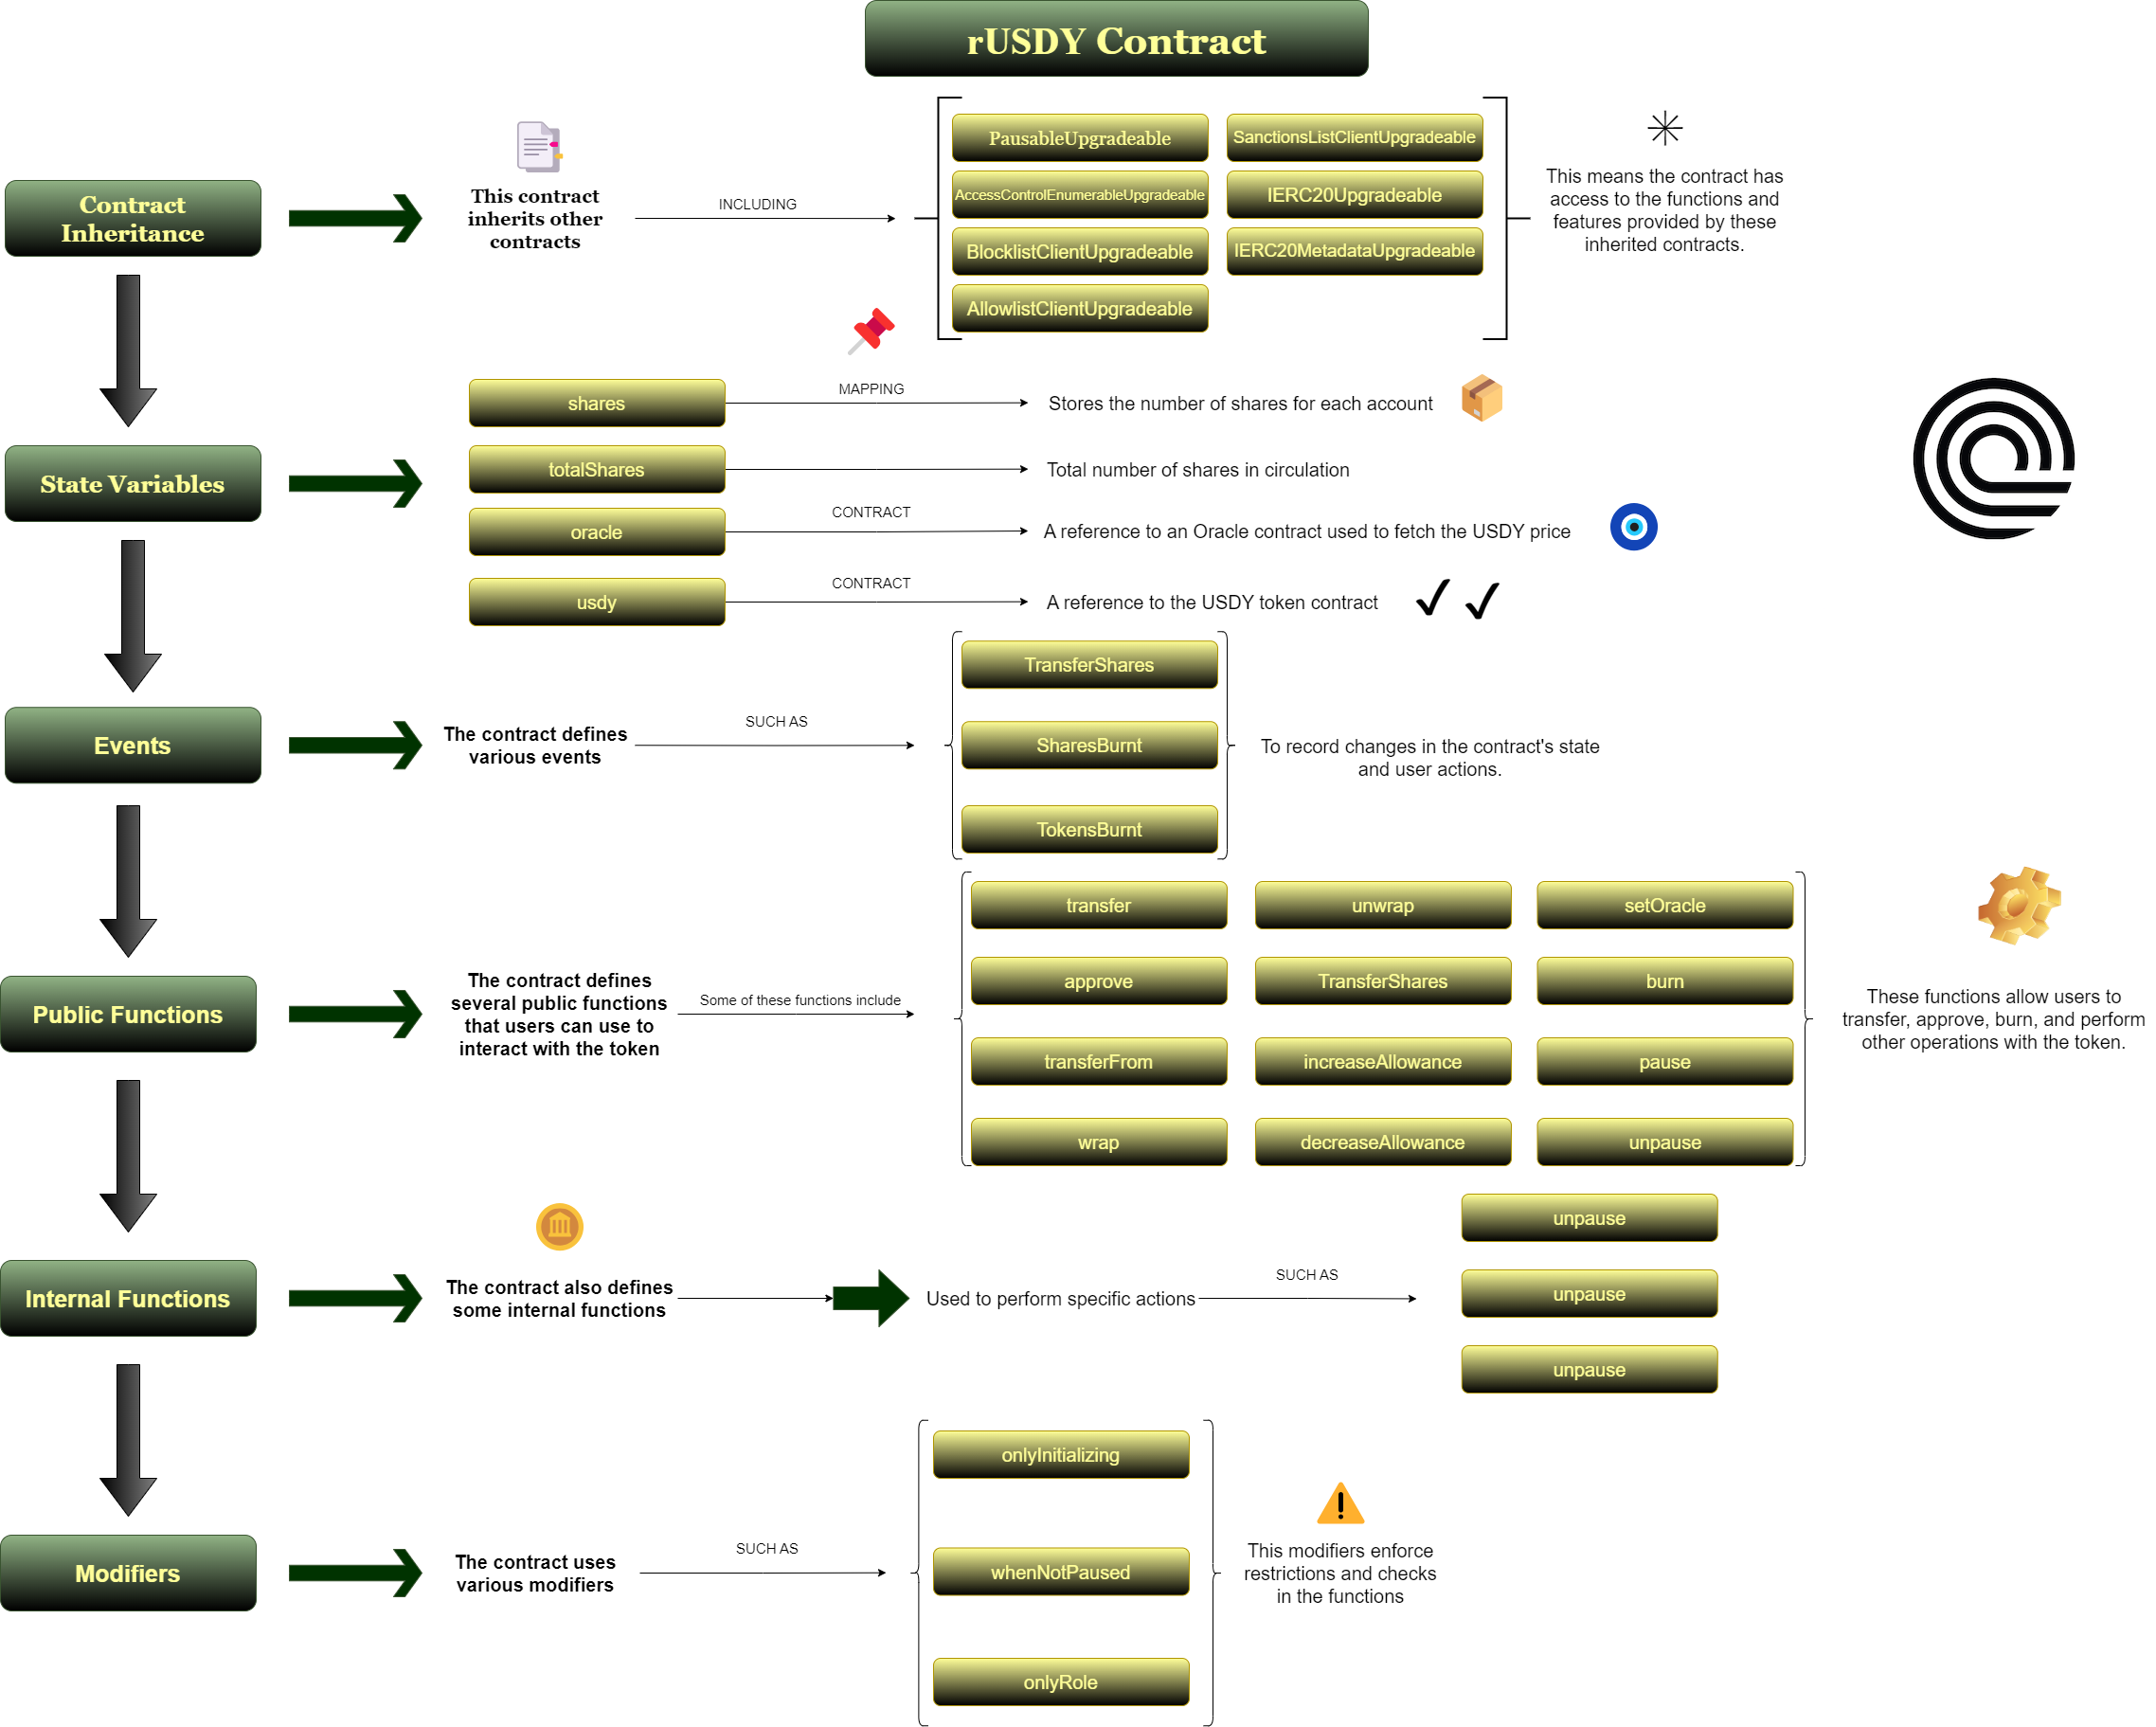 rUSDY Contract
Contract
Inheritance
This contract
inherits other
contracts
INCLUDING
PausableUpgradeable
SanctionsListClientUpgradeable
AccessControlEnumerableUpgradeable
IERC20Upgradeable
BlocklistClientUpgradeable
IERC20MetadataUpgradeable
AllowlistClientUpgradeable
This means the contract has
access to the functions and
features provided by these
inherited contracts.
State Variables
shares
MAPPING
Stores the number of shares for each account
totalShares
Total number of shares in circulation
oracle
CONTRACT
A reference to an Oracle contract used to fetch the USDY price
usdy
CONTRACT
A reference to the USDY token contract
Events
The contract defines
various events
SUCH AS
TransferShares
SharesBurnt
TokensBurnt
To record changes in the contract's state
and user actions.
Public Functions
The contract defines
several public functions
that users can use to
interact with the token
Some of these functions include
transfer
unwrap
setOracle
approve
TransferShares
burn
transferFrom
increaseAllowance
pause
wrap
decreaseAllowance
unpause
These functions allow users to
transfer, approve, burn, and perform
other operations with the token.
Internal Functions
The contract also defines
some internal functions
Used to perform specific actions
SUCH AS
unpause
unpause
unpause
Modifiers
The contract uses
various modifiers
SUCH AS
onlyInitializing
whenNotPaused
onlyRole
This modifiers enforce
restrictions and checks
in the functions